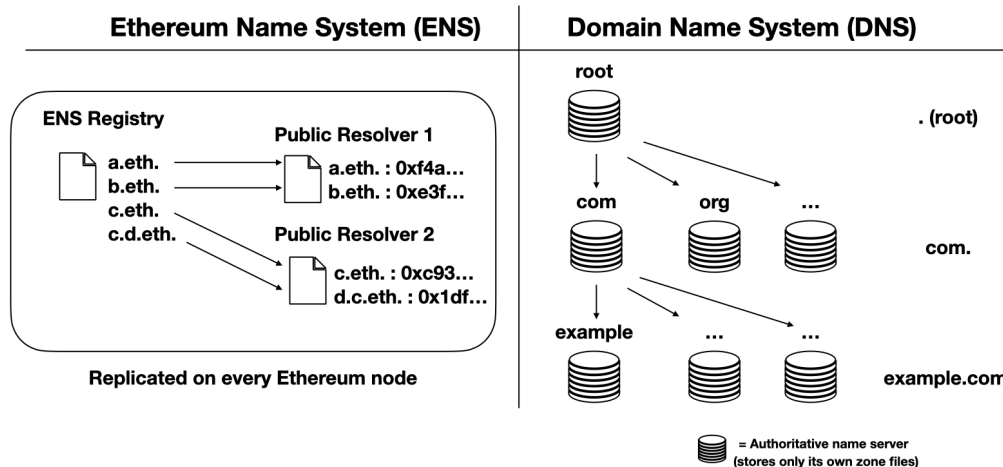 Ethereum Name System (ENS)
ENS Registry
a.eth.
b.eth.
c.eth.
c.d.eth.
Public Resolver 1
a.eth. : 0xf4a...
b.eth. : 0xe3f...
Public Resolver 2
c.eth. : 0xc93...
d.c.eth. : 0x1df...
Replicated on every Ethereum node
Domain Name System (DNS)
root
. (root)
com
org
...
com.
example
...
...
example.com
= Authoritative name server
(stores only its own zone files)